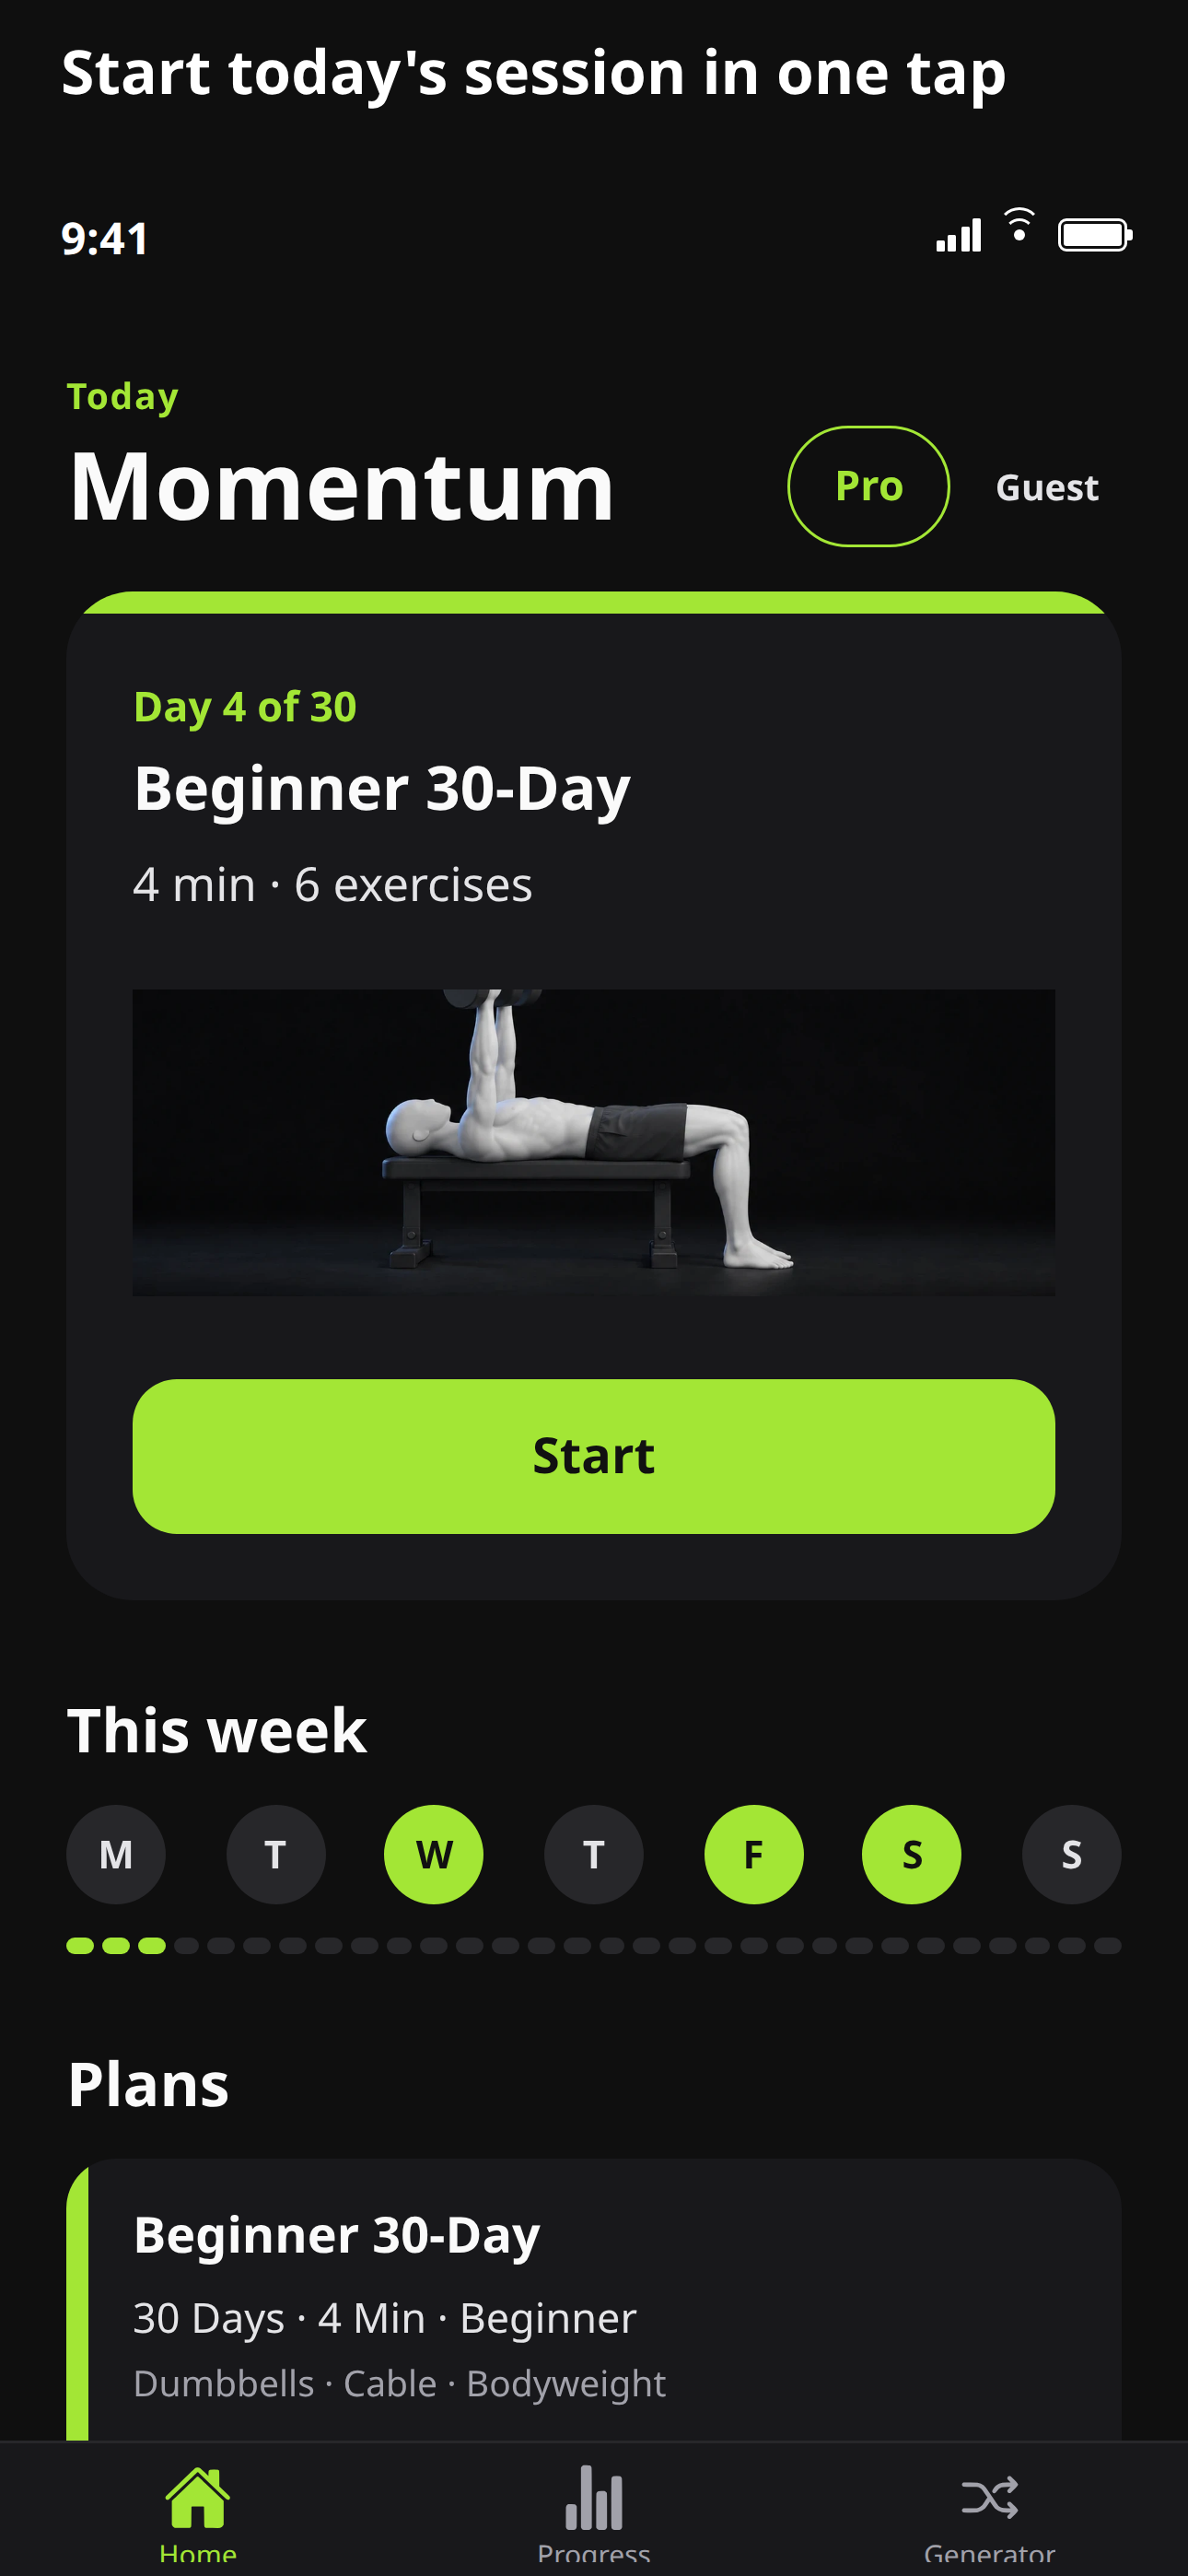 Start today's session in one tap
9:41
Today
Momentum
Pro
Guest
Day 4 of 30
Beginner 30-Day
4 min · 6 exercises
Start
This week
M T W T F S S
Plans
Beginner 30-Day
30 Days · 4 Min · Beginner
Dumbbells · Cable · Bodyweight
Home Progress Generator